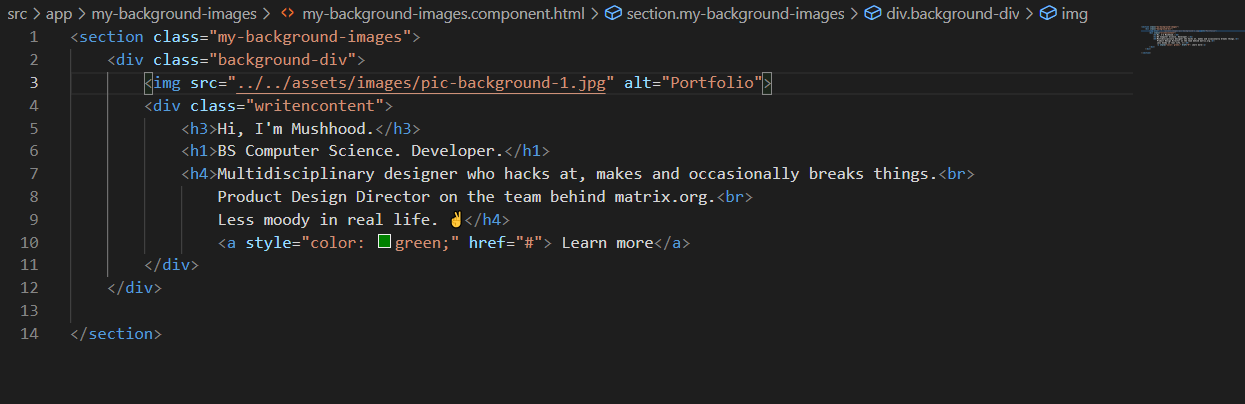 src > app > my-background-images > <> my-background-images.component.html > section.my-background-images > div.background-div > img
1 <section class="my-background-images">
2     <div class="background-div">
3         <img src="../../assets/images/pic-background-1.jpg" alt="Portfolio">
4         <div class="writencontent">
5             <h3>Hi, I'm Mushhood.</h3>
6             <h1>BS Computer Science. Developer.</h1>
7             <h4>Multidisciplinary designer who hacks at, makes and occasionally breaks things.<br>
8                 Product Design Director on the team behind matrix.org.<br>
9                 Less moody in real life. ✌</h4>
10                 <a style="color: green;" href="#"> Learn more</a>
11         </div>
12     </div>
13
14 </section>